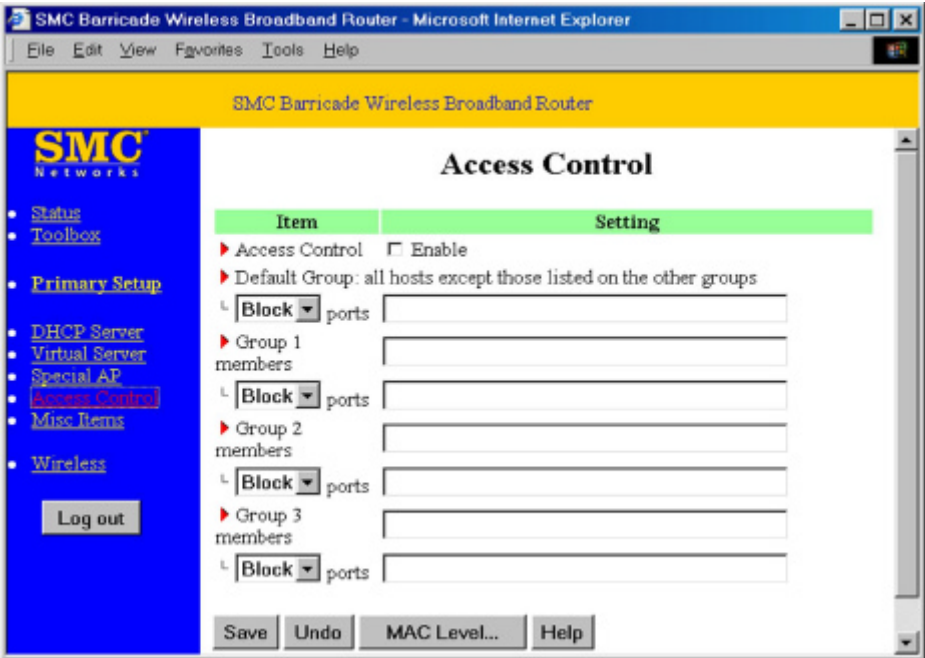 SMC Barricade Wireless Broadband Router - Microsoft Internet Explorer
File Edit View Favorites Tools Help
SMC Barricade Wireless Broadband Router
SMC
Networks
Status
Toolbox
Primary Setup
DHCP Server
Virtual Server
Special AP
Access Control
Misc Items
Wireless
Log out
Access Control
Item Setting
Access Control Enable
Default Group: all hosts except those listed on the other groups
Block ports
Group 1
members
Block ports
Group 2
members
Block ports
Group 3
members
Block ports
Save Undo MAC Level... Help